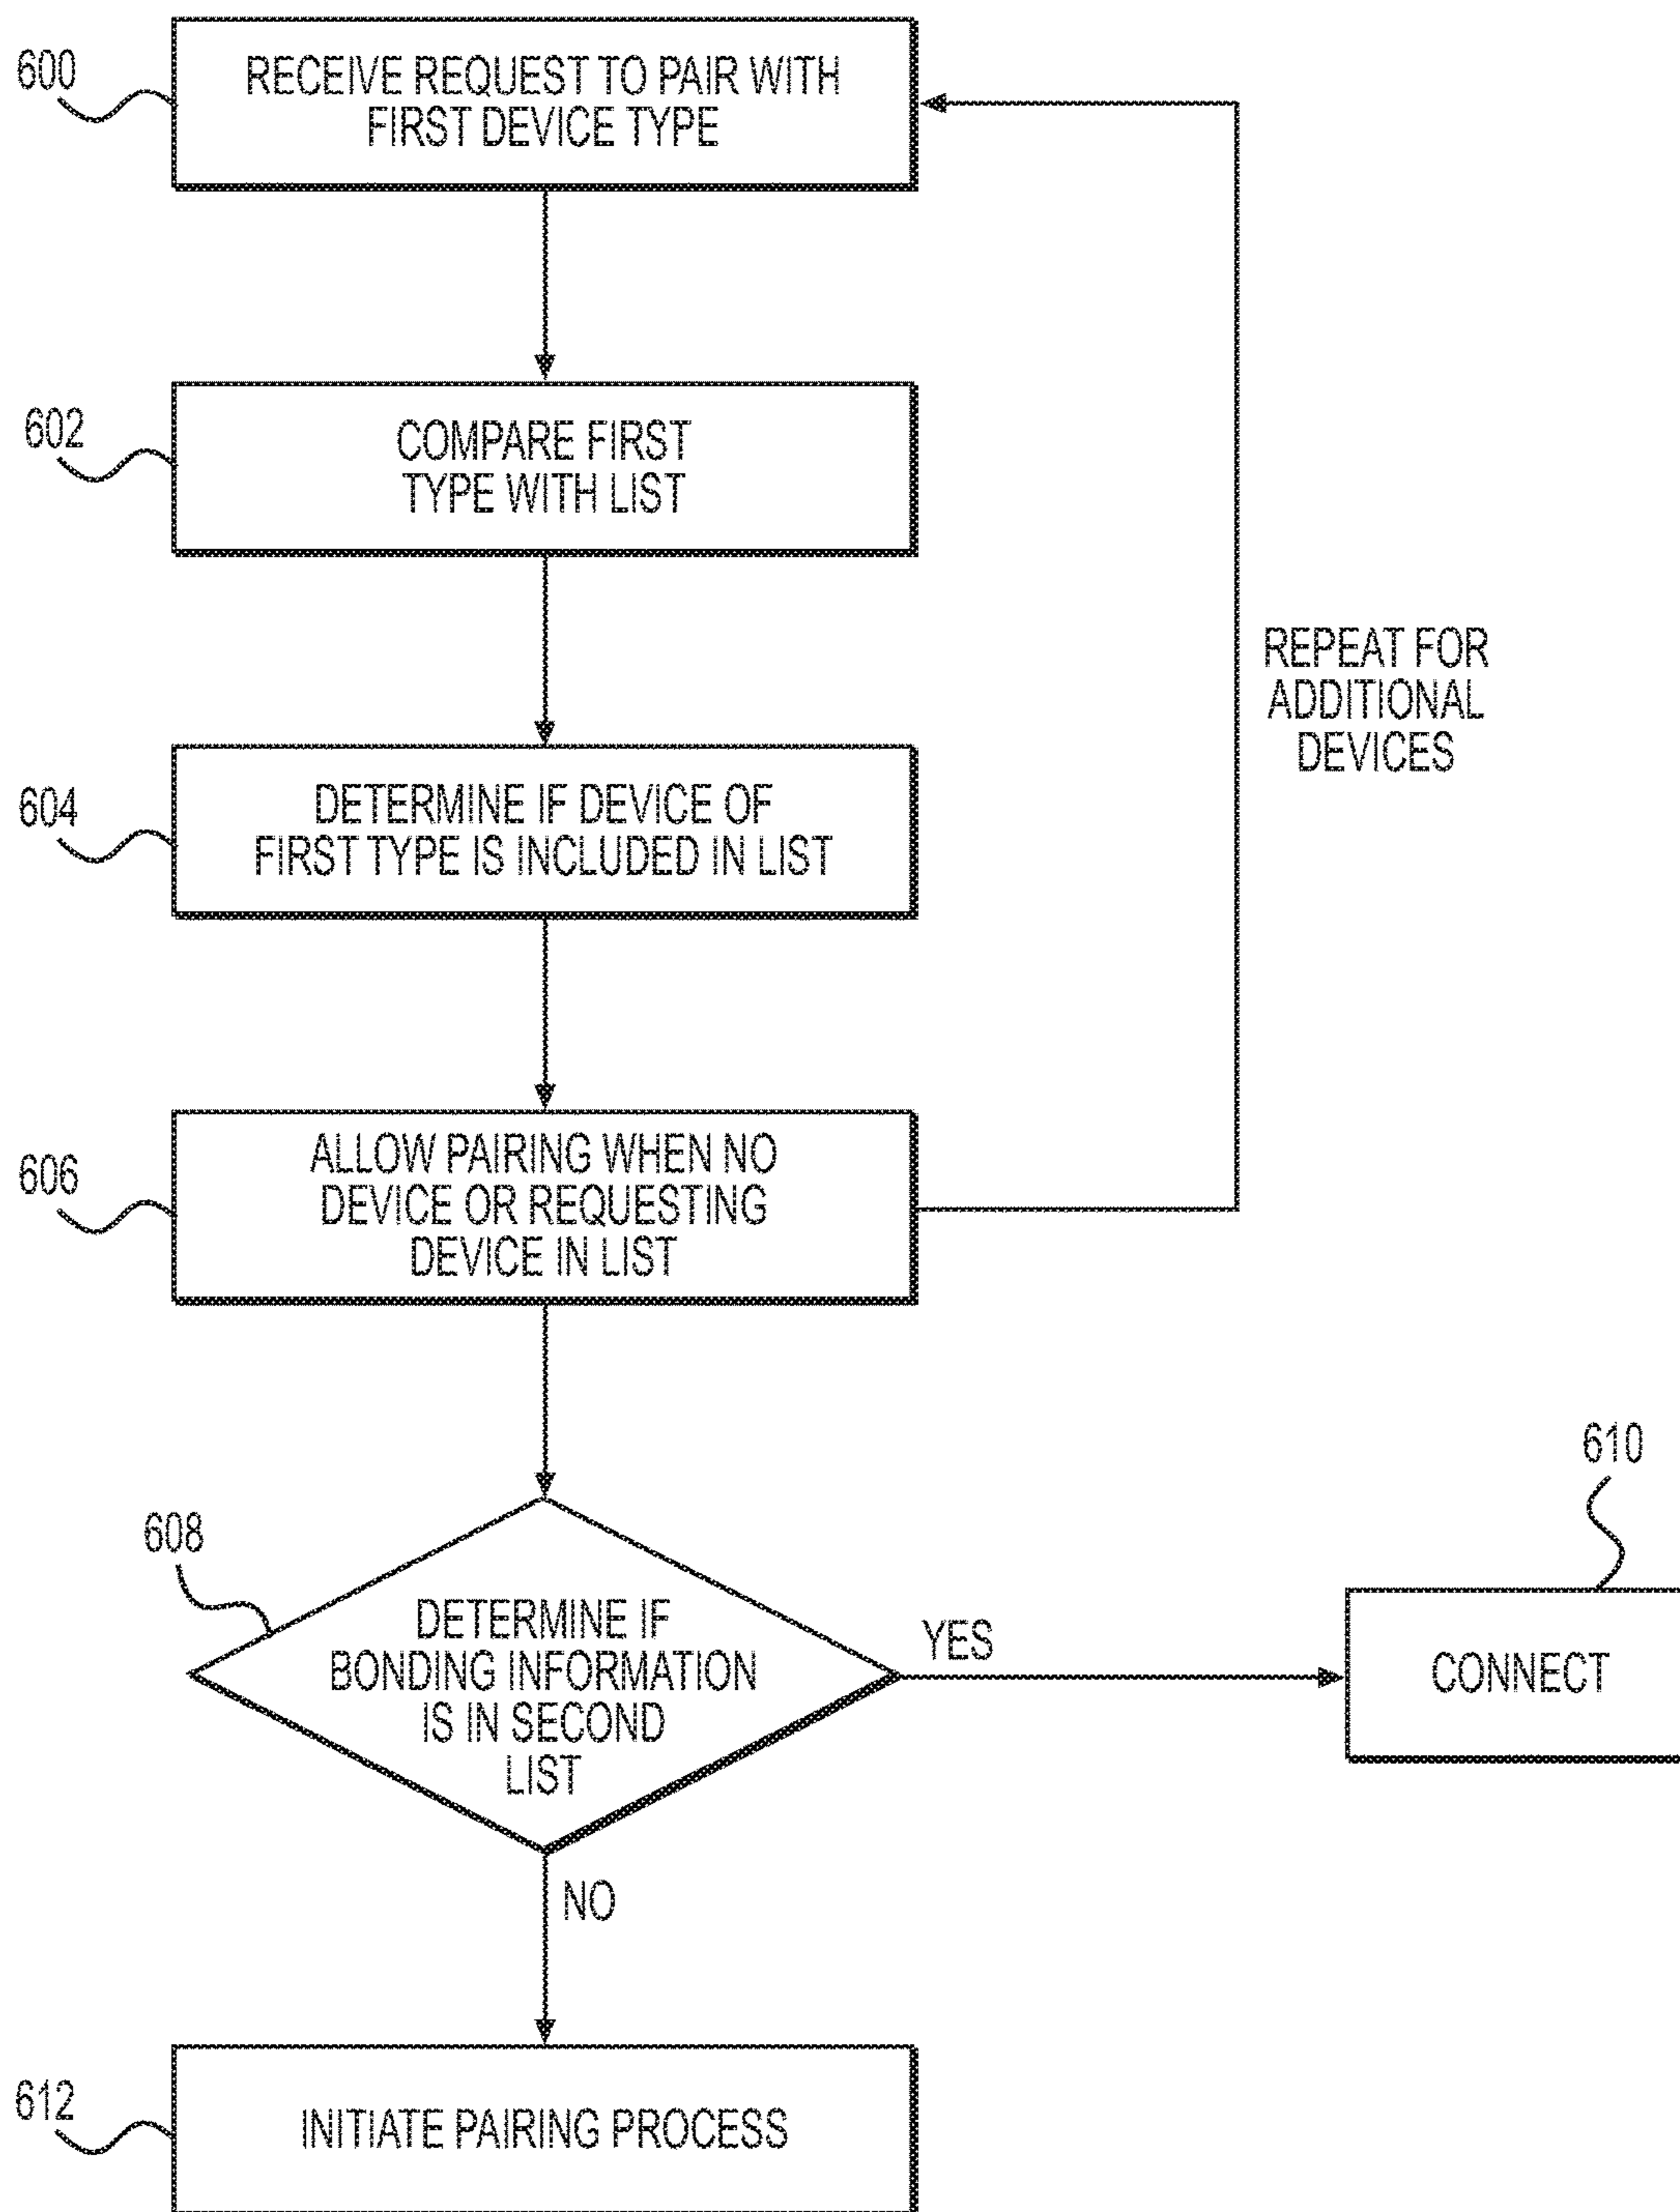 600
RECEIVE REQUEST TO PAIR WITH
FIRST DEVICE TYPE
602
COMPARE FIRST
TYPE WITH LIST
604
DETERMINE IF DEVICE OF
FIRST TYPE IS INCLUDED IN LIST
REPEAT FOR
ADDITIONAL
DEVICES
606
ALLOW PAIRING WHEN NO
DEVICE OR REQUESTING
DEVICE IN LIST
608
DETERMINE IF
BONDING INFORMATION
IS IN SECOND
LIST
YES
610
CONNECT
NO
612
INITIATE PAIRING PROCESS